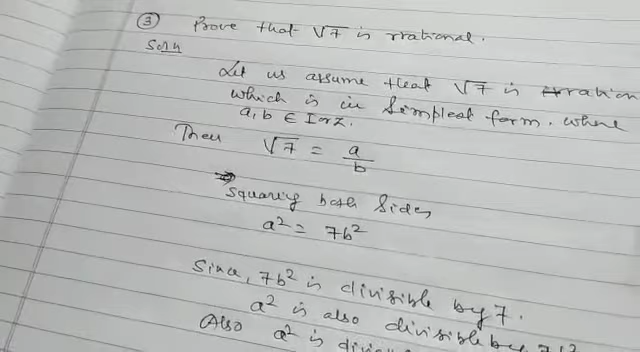 ③ Prove that √7 is irrational.
Soln
Let us assume that √7 is ration
which is in simplest form. where
a, b ∈ I or Z.
Then √7 = a/b
Squaring both sides
a² = 7b²
Since, 7b² is divisible by 7.
a² is also divisible by
Also a² is